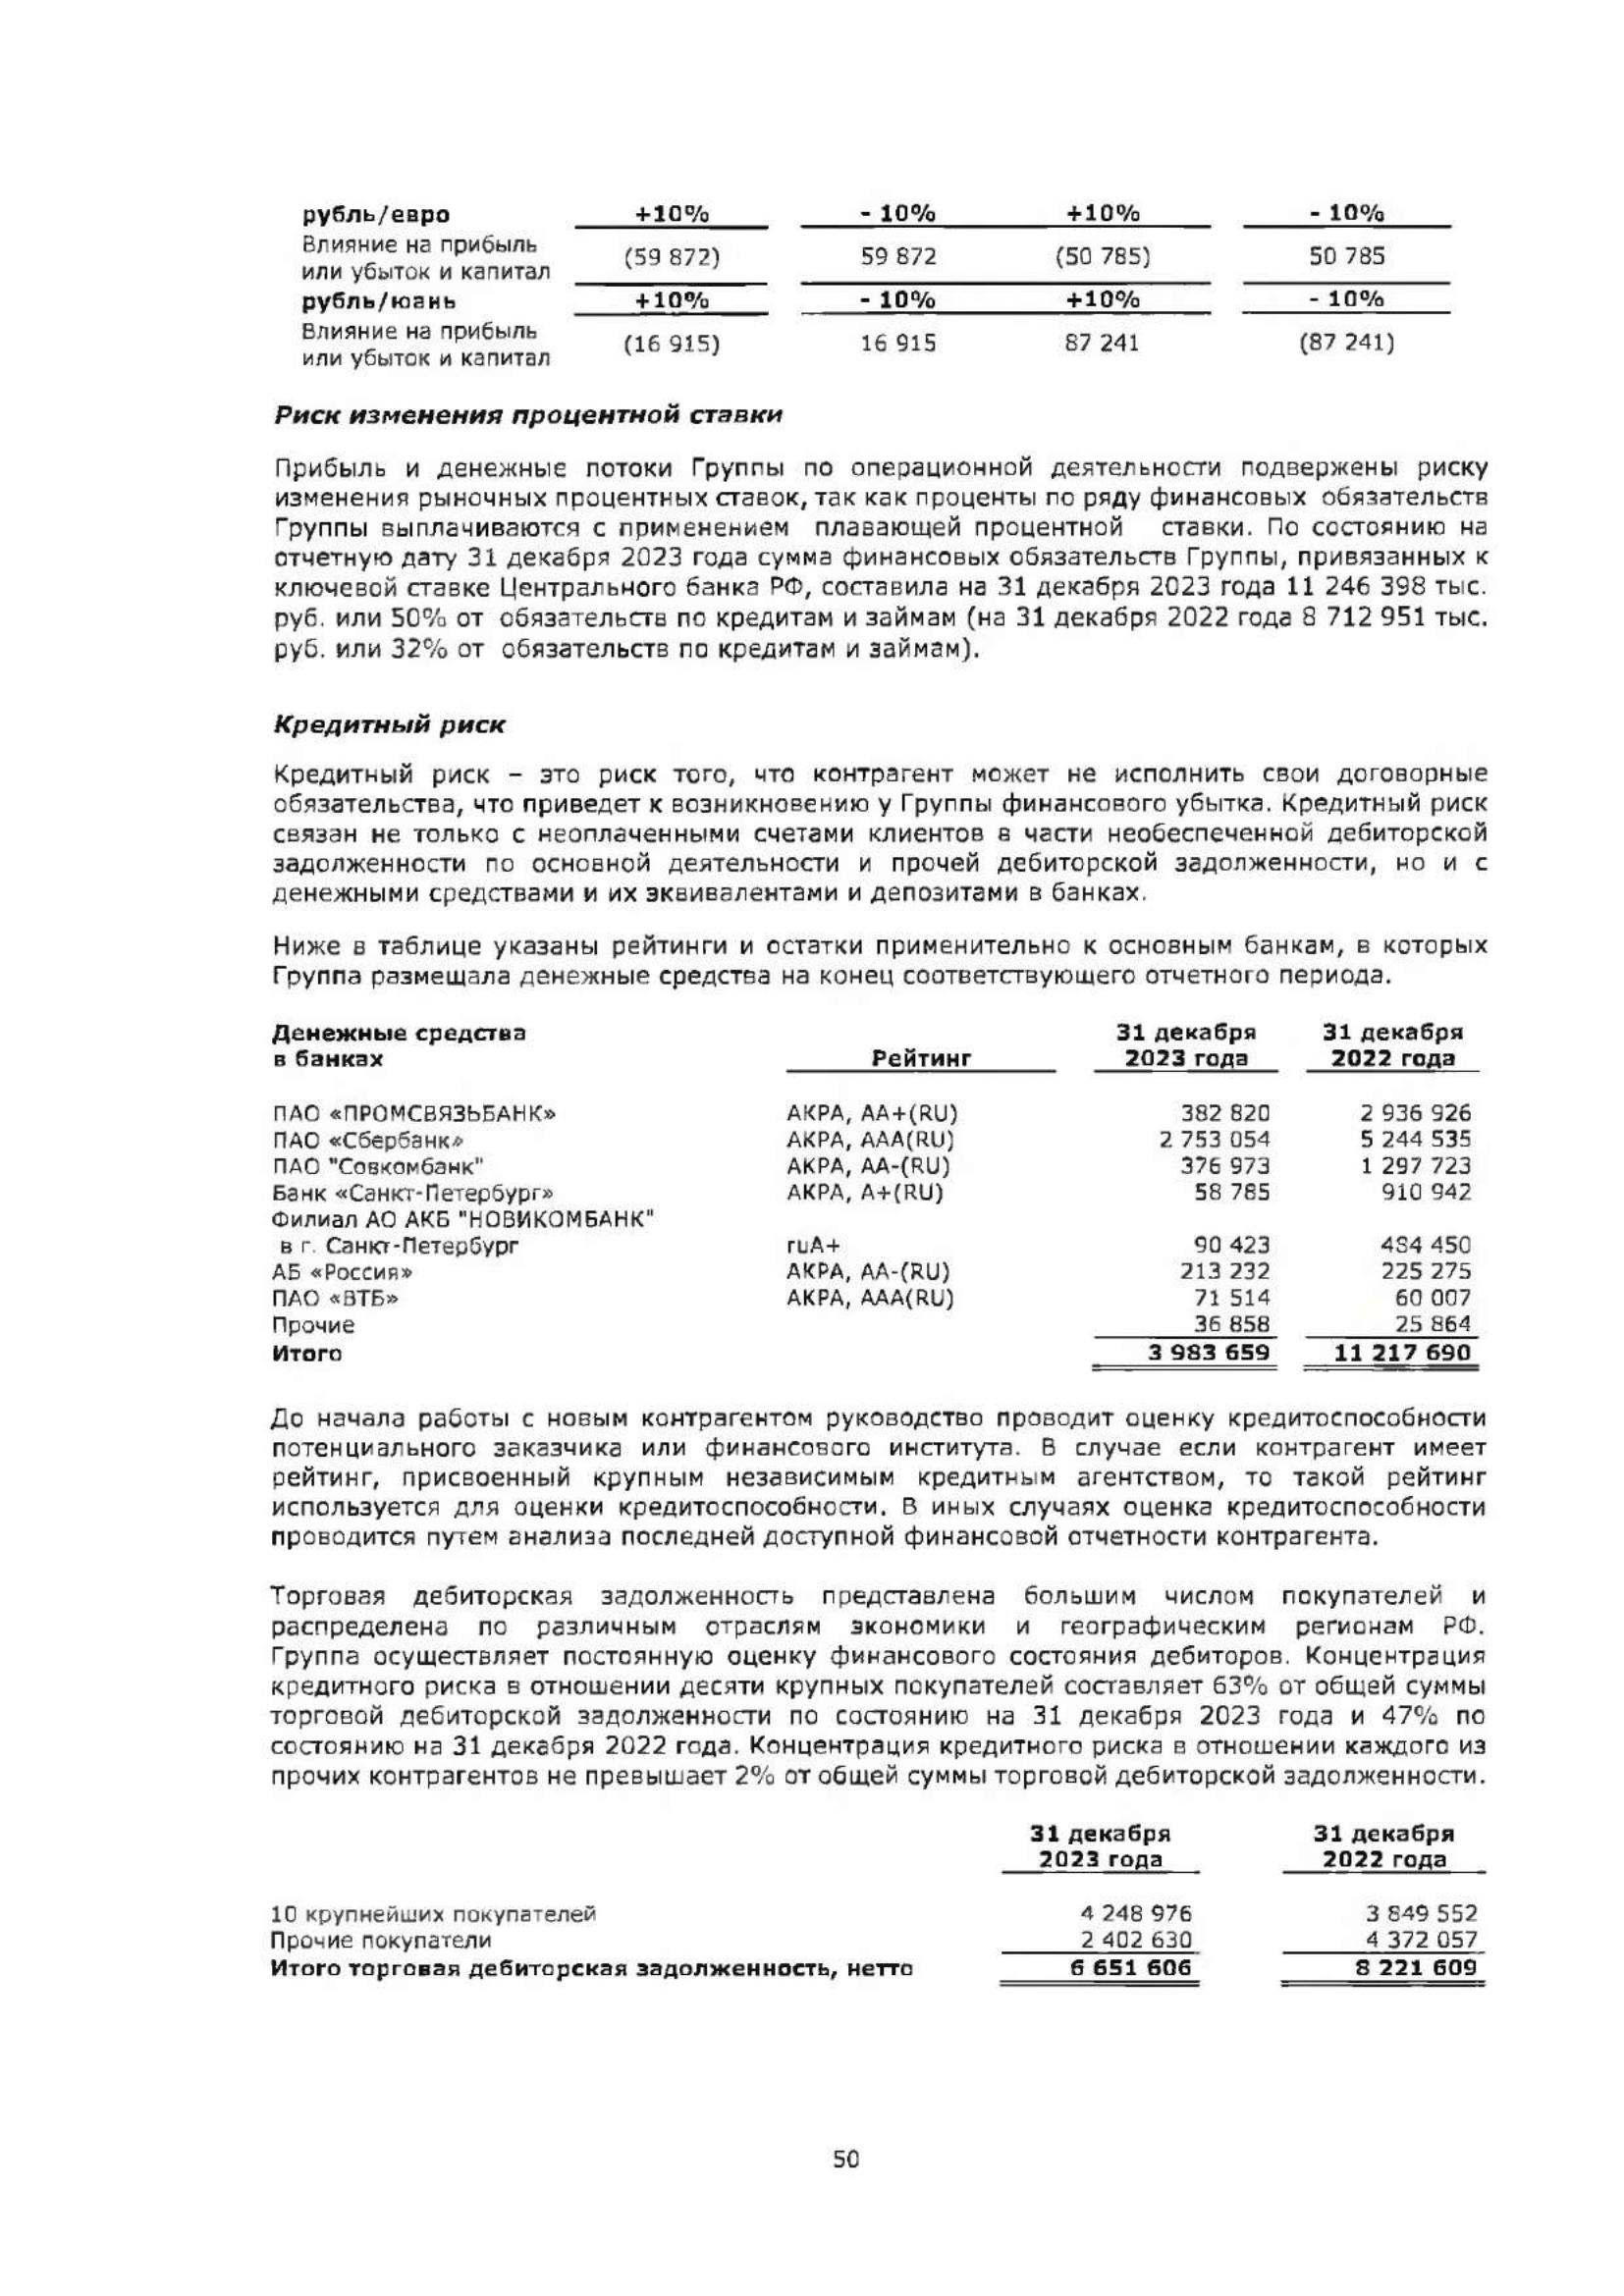 рубль/евро +10% - 10% +10% - 10%
Влияние на прибыль
или убыток и капитал (59 872) 59 872 (50 785) 50 785
рубль/юань +10% - 10% +10% - 10%
Влияние на прибыль
или убыток и капитал (16 915) 16 915 87 241 (87 241)
Риск изменения процентной ставки
Прибыль и денежные потоки Группы по операционной деятельности подвержены риску
изменения рыночных процентных ставок, так как проценты по ряду финансовых обязательств
Группы выплачиваются с применением плавающей процентной ставки. По состоянию на
отчетную дату 31 декабря 2023 года сумма финансовых обязательств Группы, привязанных к
ключевой ставке Центрального банка РФ, составила на 31 декабря 2023 года 11 246 398 тыс.
руб. или 50% от обязательств по кредитам и займам (на 31 декабря 2022 года 8 712 951 тыс.
руб. или 32% от обязательств по кредитам и займам).
Кредитный риск
Кредитный риск – это риск того, что контрагент может не исполнить свои договорные
обязательства, что приведет к возникновению у Группы финансового убытка. Кредитный риск
связан не только с неоплаченными счетами клиентов в части необеспеченной дебиторской
задолженности по основной деятельности и прочей дебиторской задолженности, но и с
денежными средствами и их эквивалентами и депозитами в банках.
Ниже в таблице указаны рейтинги и остатки применительно к основным банкам, в которых
Группа размещала денежные средства на конец соответствующего отчетного периода.
Денежные средства 31 декабря 31 декабря
в банках Рейтинг 2023 года 2022 года
ПАО «ПРОМСВЯЗЬБАНК» АКРА, AA+(RU) 382 820 2 936 926
ПАО «Сбербанк» АКРА, AAA(RU) 2 753 054 5 244 535
ПАО "Совкомбанк" АКРА, AA-(RU) 376 973 1 297 723
Банк «Санкт-Петербург» АКРА, A+(RU) 58 785 910 942
Филиал АО АКБ "НОВИКОМБАНК"
в г. Санкт-Петербург ruA+ 90 423 484 450
АБ «Россия» АКРА, AA-(RU) 213 232 225 275
ПАО «ВТБ» АКРА, AAA(RU) 71 514 60 007
Прочие 36 858 25 864
Итого 3 983 659 11 217 690
До начала работы с новым контрагентом руководство проводит оценку кредитоспособности
потенциального заказчика или финансового института. В случае если контрагент имеет
рейтинг, присвоенный крупным независимым кредитным агентством, то такой рейтинг
используется для оценки кредитоспособности. В иных случаях оценка кредитоспособности
проводится путем анализа последней доступной финансовой отчетности контрагента.
Торговая дебиторская задолженность представлена большим числом покупателей и
распределена по различным отраслям экономики и географическим регионам РФ.
Группа осуществляет постоянную оценку финансового состояния дебиторов. Концентрация
кредитного риска в отношении десяти крупных покупателей составляет 63% от общей суммы
торговой дебиторской задолженности по состоянию на 31 декабря 2023 года и 47% по
состоянию на 31 декабря 2022 года. Концентрация кредитного риска в отношении каждого из
прочих контрагентов не превышает 2% от общей суммы торговой дебиторской задолженности.
31 декабря 31 декабря
2023 года 2022 года
10 крупнейших покупателей 4 248 976 3 849 552
Прочие покупатели 2 402 630 4 372 057
Итого торговая дебиторская задолженность, нетто 6 651 606 8 221 609
50